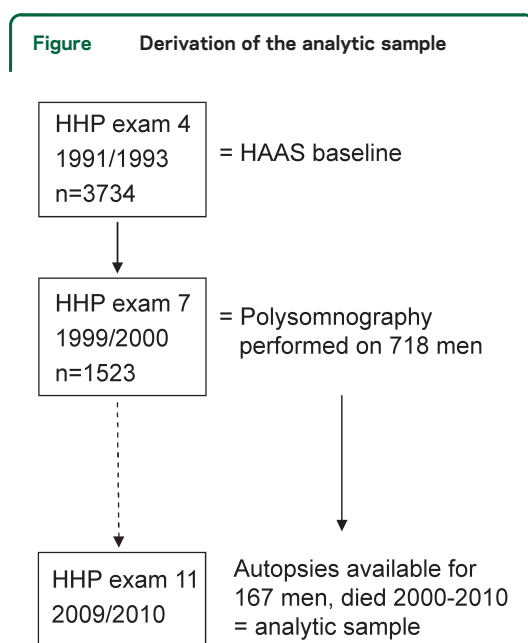 Figure Derivation of the analytic sample
HHP exam 4
1991/1993
n=3734
= HAAS baseline
HHP exam 7
1999/2000
n=1523
= Polysomnography
performed on 718 men
HHP exam 11
2009/2010
Autopsies available for
167 men, died 2000-2010
= analytic sample